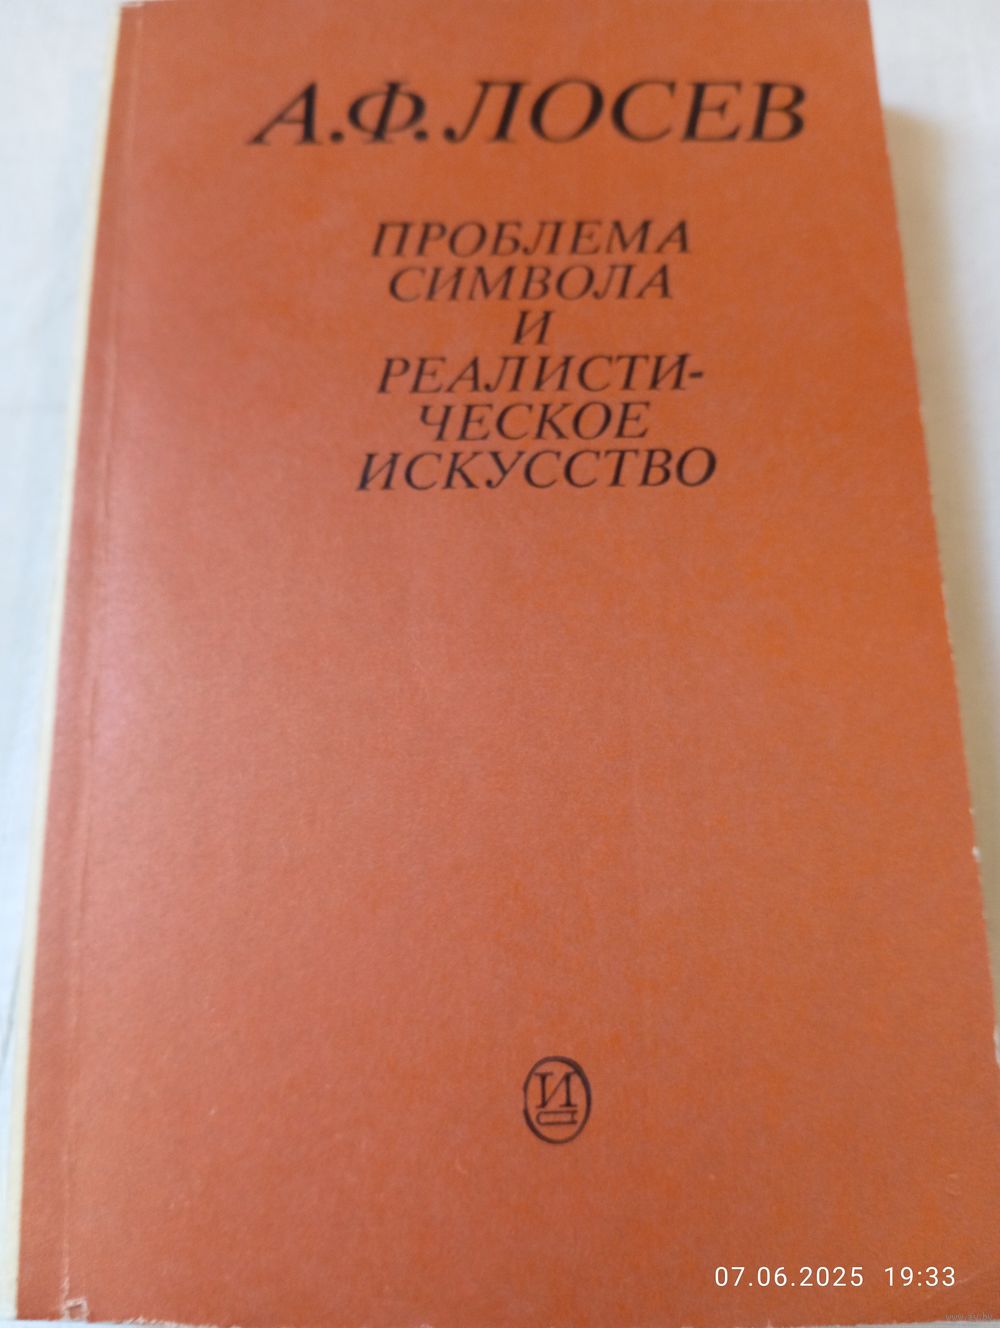 А.Ф. ЛОСЕВ
ПРОБЛЕМА
СИМВОЛА
И
РЕАЛИСТИ-
ЧЕСКОЕ
ИСКУССТВО
И
07.06.2025 19:33